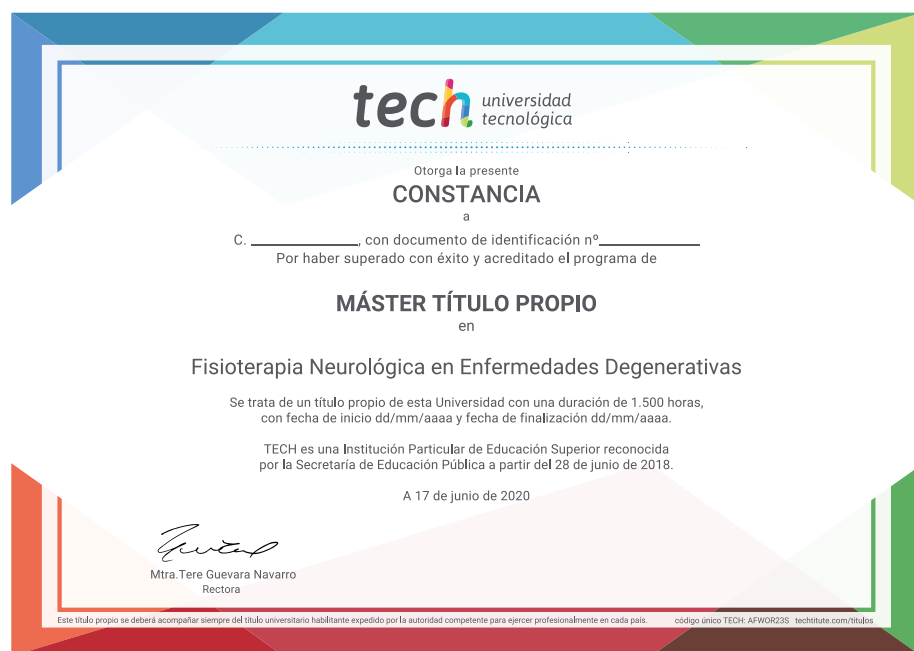 tech universidad
tecnológica
Otorga la presente
CONSTANCIA
a
C. ____________, con documento de identificación nº____________
Por haber superado con éxito y acreditado el programa de
MÁSTER TÍTULO PROPIO
en
Fisioterapia Neurológica en Enfermedades Degenerativas
Se trata de un título propio de esta Universidad con una duración de 1.500 horas,
con fecha de inicio dd/mm/aaaa y fecha de finalización dd/mm/aaaa.
TECH es una Institución Particular de Educación Superior reconocida
por la Secretaría de Educación Pública a partir del 28 de junio de 2018.
A 17 de junio de 2020
Mtra.Tere Guevara Navarro
Rectora
Este título propio se deberá acompañar siempre del título universitario habilitante expedido por la autoridad competente para ejercer profesionalmente en cada país. código único TECH: AFWOR23S techtitute.com/titulos